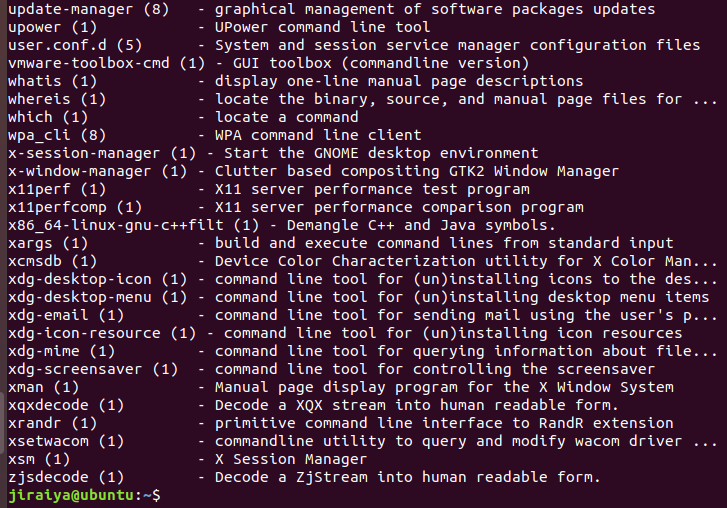 update-manager (8)   - graphical management of software packages updates
upower (1)           - UPower command line tool
user.conf.d (5)      - System and session service manager configuration files
vmware-toolbox-cmd (1) - GUI toolbox (commandline version)
whatis (1)           - display one-line manual page descriptions
whereis (1)          - locate the binary, source, and manual page files for ...
which (1)            - locate a command
wpa_cli (8)          - WPA command line client
x-session-manager (1) - Start the GNOME desktop environment
x-window-manager (1) - Clutter based compositing GTK2 Window Manager
x11perf (1)          - X11 server performance test program
x11perfcomp (1)      - X11 server performance comparison program
x86_64-linux-gnu-c++filt (1) - Demangle C++ and Java symbols.
xargs (1)            - build and execute command lines from standard input
xcmsdb (1)           - Device Color Characterization utility for X Color Man...
xdg-desktop-icon (1) - command line tool for (un)installing icons to the des...
xdg-desktop-menu (1) - command line tool for (un)installing desktop menu items
xdg-email (1)        - command line tool for sending mail using the user's p...
xdg-icon-resource (1) - command line tool for (un)installing icon resources
xdg-mime (1)         - command line tool for querying information about file...
xdg-screensaver (1)  - command line tool for controlling the screensaver
xman (1)             - Manual page display program for the X Window System
xqxdecode (1)        - Decode a XQX stream into human readable form.
xrandr (1)           - primitive command line interface to RandR extension
xsetwacom (1)        - commandline utility to query and modify wacom driver ...
xsm (1)              - X Session Manager
zjsdecode (1)        - Decode a ZjStream into human readable form.
jiraiya@ubuntu:~$